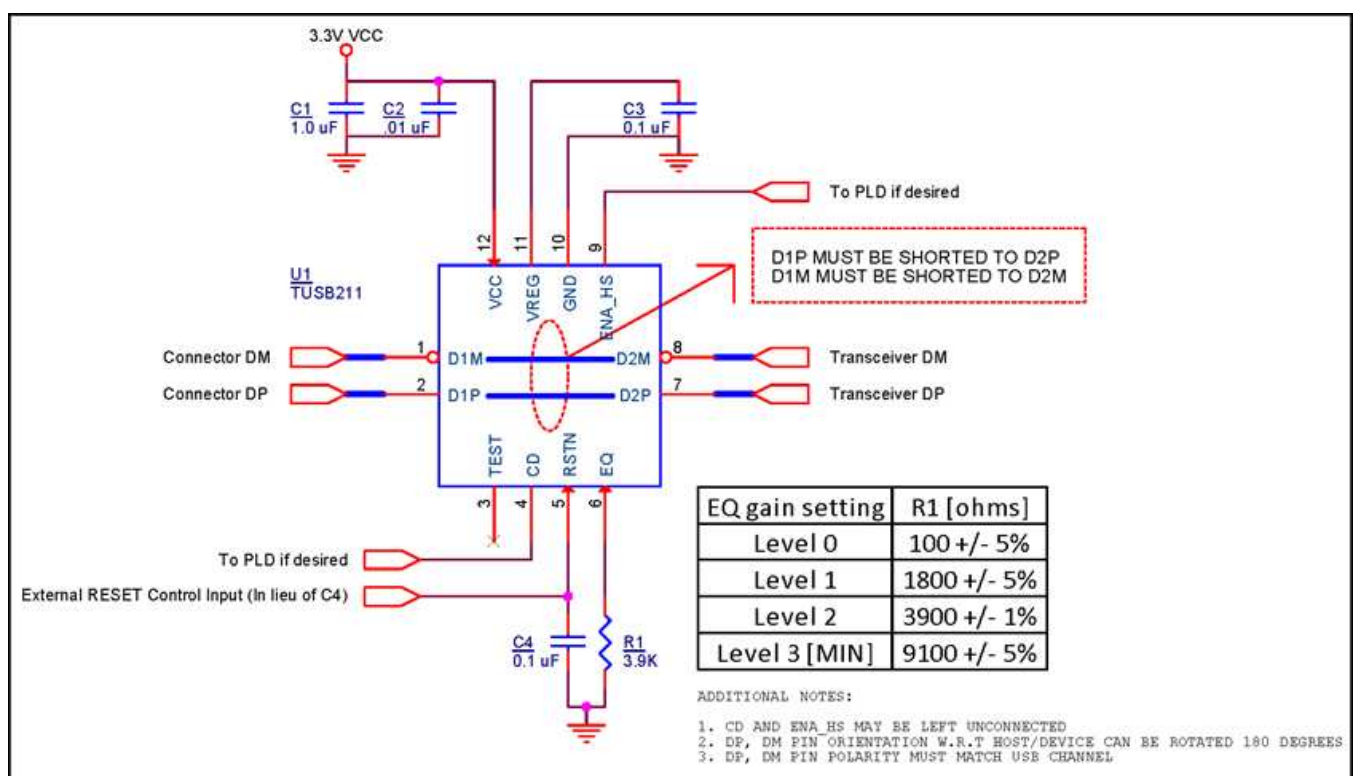 3.3V VCC
C1
1.0 uF
C2
.01 uF
C3
0.1 uF
To PLD if desired
12
11
10
9
D1P MUST BE SHORTED TO D2P
D1M MUST BE SHORTED TO D2M
U1
TUSB211
VCC
VREG
GND
ENA_HS
Connector DM
1
D1M
D2M
8
Transceiver DM
Connector DP
2
D1P
D2P
7
Transceiver DP
TEST
CD
RSTN
EQ
3
4
5
6
To PLD if desired
External RESET Control Input (In lieu of C4)
C4
0.1 uF
R1
3.9K
EQ gain setting R1 [ohms]
Level 0 100 +/- 5%
Level 1 1800 +/- 5%
Level 2 3900 +/- 1%
Level 3 [MIN] 9100 +/- 5%
ADDITIONAL NOTES:
1. CD AND ENA_HS MAY BE LEFT UNCONNECTED
2. DP, DM PIN ORIENTATION W.R.T HOST/DEVICE CAN BE ROTATED 180 DEGREES
3. DP, DM PIN POLARITY MUST MATCH USB CHANNEL